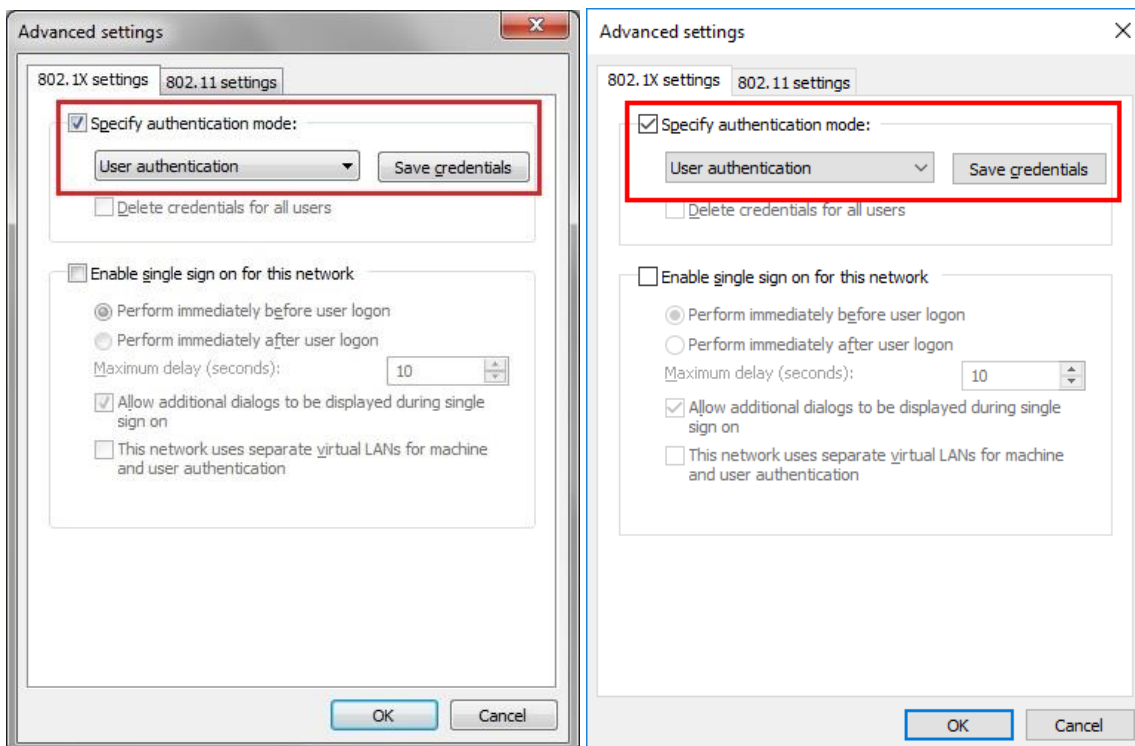 Advanced settings
802.1X settings
802.11 settings
Specify authentication mode:
User authentication
Save credentials
Delete credentials for all users
Enable single sign on for this network
Perform immediately before user logon
Perform immediately after user logon
Maximum delay (seconds):
10
Allow additional dialogs to be displayed during single
sign on
This network uses separate virtual LANs for machine
and user authentication
OK
Cancel
Advanced settings
802.1X settings
802.11 settings
Specify authentication mode:
User authentication
Save credentials
Delete credentials for all users
Enable single sign on for this network
Perform immediately before user logon
Perform immediately after user logon
Maximum delay (seconds):
10
Allow additional dialogs to be displayed during single
sign on
This network uses separate virtual LANs for machine
and user authentication
OK
Cancel